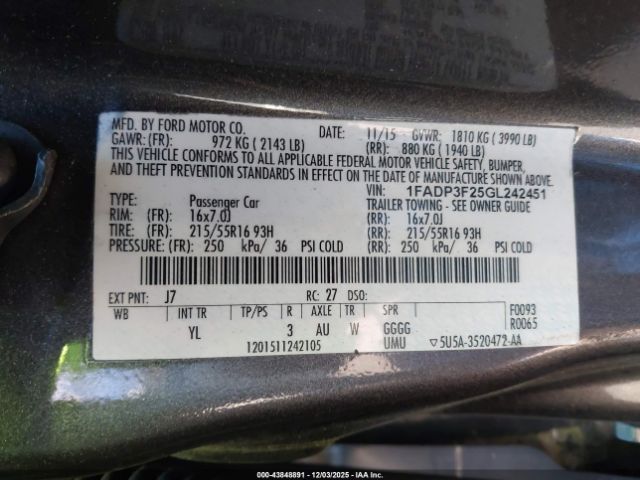 MFD. BY FORD MOTOR CO.
DATE: 11/15 GVWR: 1810 KG ( 3990 LB)
GAWR: (FR): 972 KG ( 2143 LB) (RR): 880 KG ( 1940 LB)
THIS VEHICLE CONFORMS TO ALL APPLICABLE FEDERAL MOTOR VEHICLE SAFETY, BUMPER,
AND THEFT PREVENTION STANDARDS IN EFFECT ON THE DATE OF MANUFACTURE SHOWN ABOVE.
VIN: 1FADP3F25GL242451
TYPE: Passenger Car TRAILER TOWING - SEE OWNER GUIDE
RIM: (FR): 16x7.0J (RR): 16x7.0J
TIRE: (FR): 215/55R16 93H (RR): 215/55R16 93H
PRESSURE: (FR): 250 kPa/ 36 PSI COLD (RR): 250 kPa/ 36 PSI COLD
EXT PNT: J7 RC: 27 DSO:
WB INT TR TP/PS R AXLE TR SPR F0093
YL 3 AU W GGGG R0065
1201511242105 UMU ▽5U5A-3520472-AA
000-43848891 - 12/03/2025 - IAA